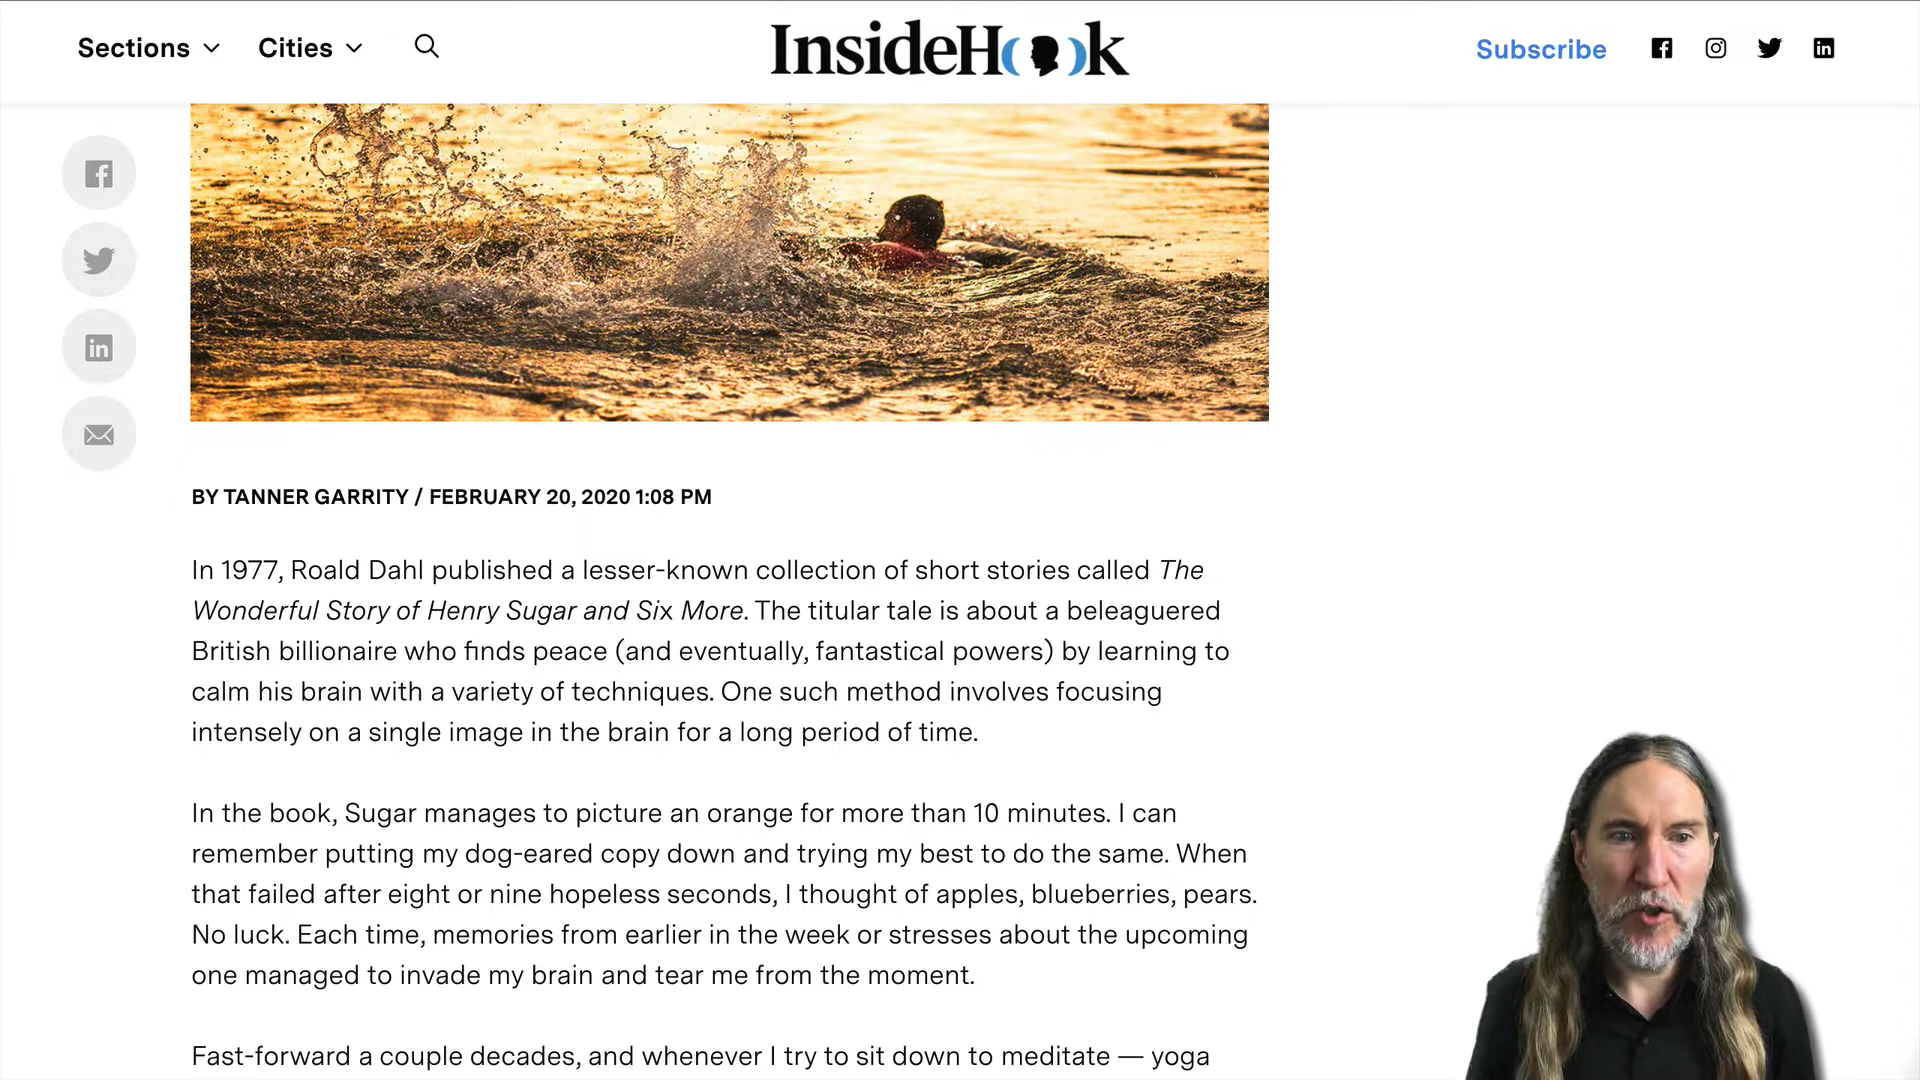 Sections
Cities
InsideHook
Subscribe
BY TANNER GARRITY / FEBRUARY 20, 2020 1:08 PM
In 1977, Roald Dahl published a lesser-known collection of short stories called The
Wonderful Story of Henry Sugar and Six More. The titular tale is about a beleaguered
British billionaire who finds peace (and eventually, fantastical powers) by learning to
calm his brain with a variety of techniques. One such method involves focusing
intensely on a single image in the brain for a long period of time.
In the book, Sugar manages to picture an orange for more than 10 minutes. I can
remember putting my dog-eared copy down and trying my best to do the same. When
that failed after eight or nine hopeless seconds, I thought of apples, blueberries, pears.
No luck. Each time, memories from earlier in the week or stresses about the upcoming
one managed to invade my brain and tear me from the moment.
Fast-forward a couple decades, and whenever I try to sit down to meditate — yoga